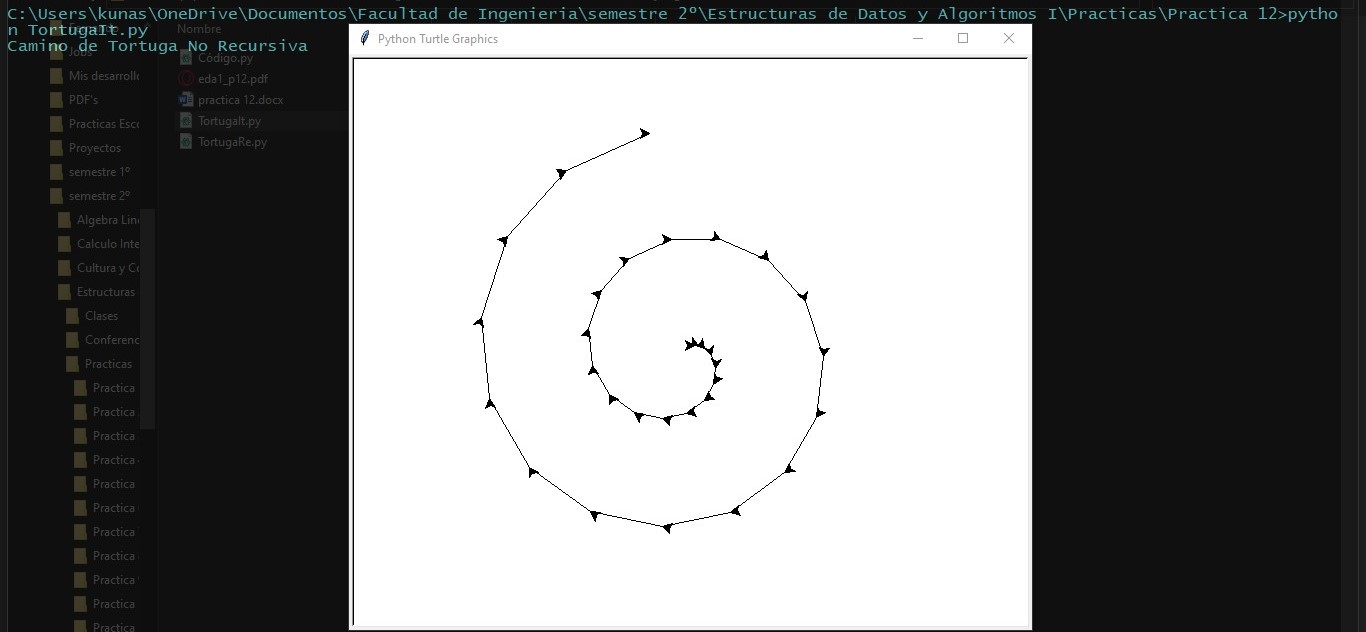 C:\Users\kunas\OneDrive\Documentos\Facultad de Ingenieria\semestre 2º\Estructuras de Datos y Algoritmos I\Practicas\Practica 12>pytho
n TortugaIt.py
Camino de Tortuga No Recursiva
Nombre
Jobs
Mis desarroll
PDF's
Practicas Esc
Proyectos
semestre 1º
semestre 2º
Algebra Lin
Calculo Inte
Cultura y C
Estructuras
Clases
Conferenc
Practicas
Practica
Practica
Practica
Practica
Practica
Practica
Practica
Practica
Practica
Practica
Practica
Código.py
eda1_p12.pdf
practica 12.docx
TortugaIt.py
TortugaRe.py
Python Turtle Graphics